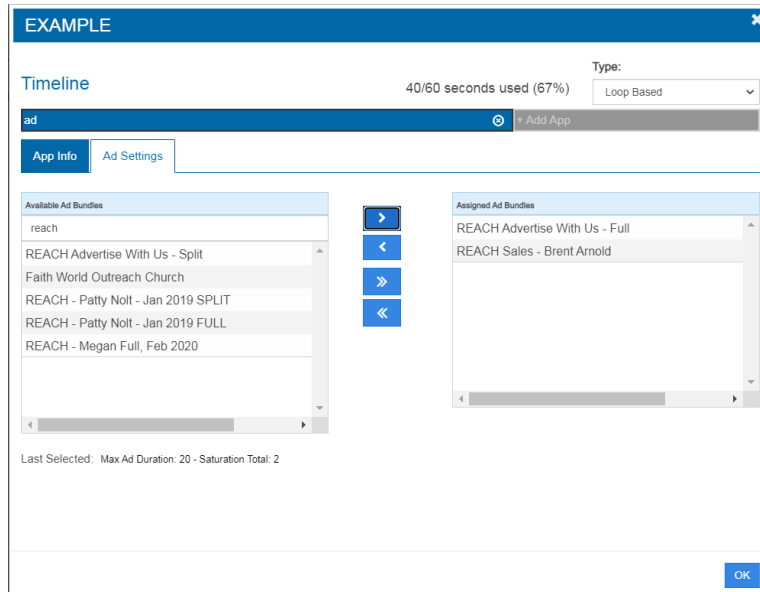 EXAMPLE
Timeline
40/60 seconds used (67%)
Type:
Loop Based
ad
+ Add App
App Info
Ad Settings
Available Ad Bundles
reach
REACH Advertise With Us - Split
Faith World Outreach Church
REACH - Patty Nolt - Jan 2019 SPLIT
REACH - Patty Nolt - Jan 2019 FULL
REACH - Megan Full, Feb 2020
Assigned Ad Bundles
REACH Advertise With Us - Full
REACH Sales - Brent Arnold
Last Selected: Max Ad Duration: 20 - Saturation Total: 2
OK